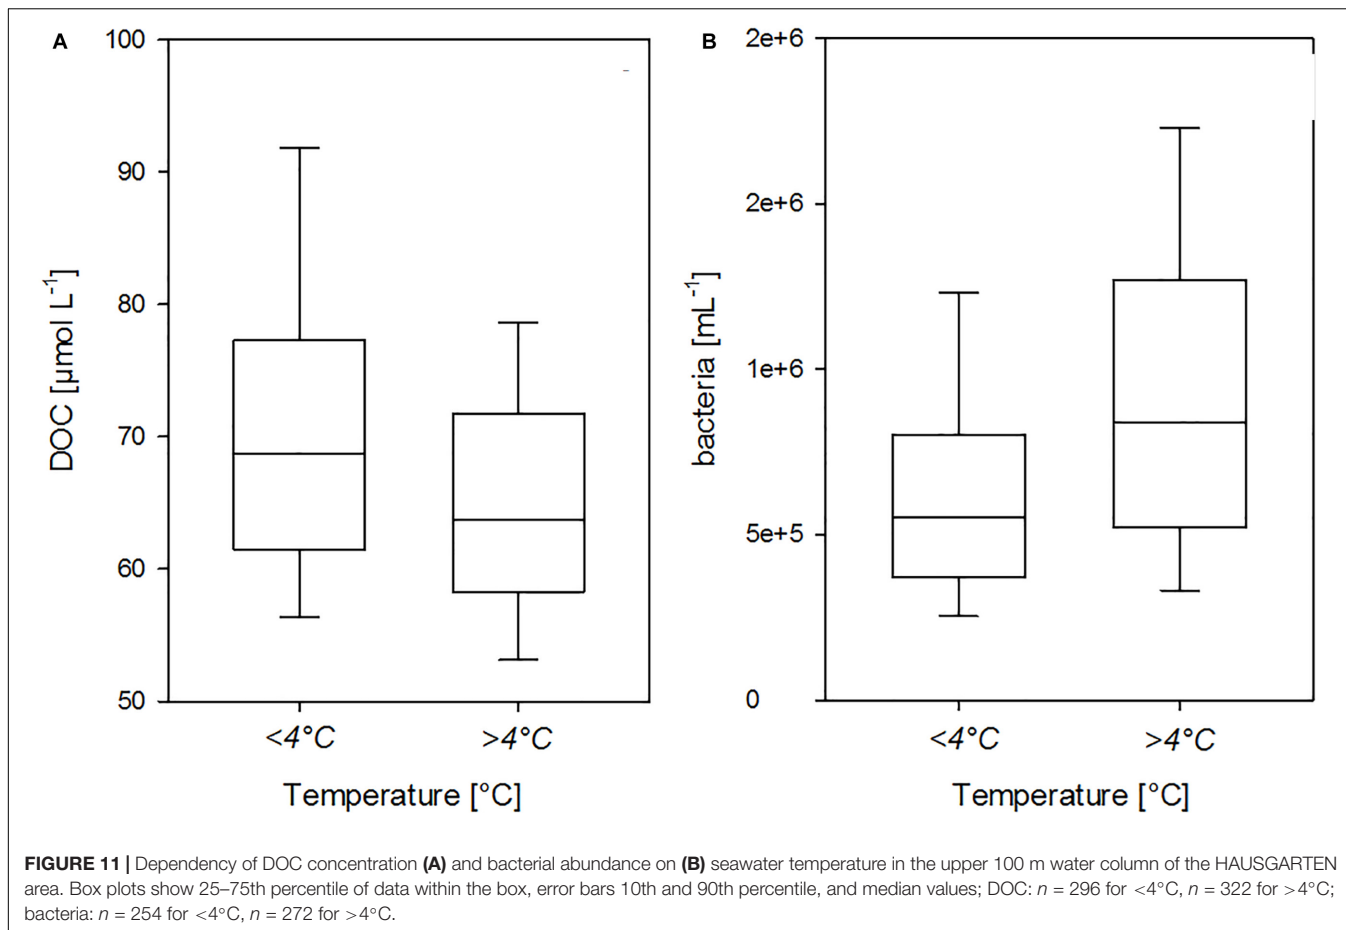 A
100
90
80
70
60
50
DOC [µmol L⁻¹]
<4°C
>4°C
Temperature [°C]
B
2e+6
2e+6
1e+6
5e+5
0
bacteria [mL⁻¹]
<4°C
>4°C
Temperature [°C]
FIGURE 11 | Dependency of DOC concentration (A) and bacterial abundance on (B) seawater temperature in the upper 100 m water column of the HAUSGARTEN
area. Box plots show 25–75th percentile of data within the box, error bars 10th and 90th percentile, and median values; DOC: n = 296 for <4°C, n = 322 for >4°C;
bacteria: n = 254 for <4°C, n = 272 for >4°C.